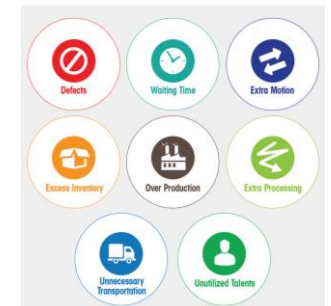 Defects
Waiting Time
Extra Motion
Excess Inventory
Over Production
Extra Processing
Unnecessary
Transportation
Unutilized Talents